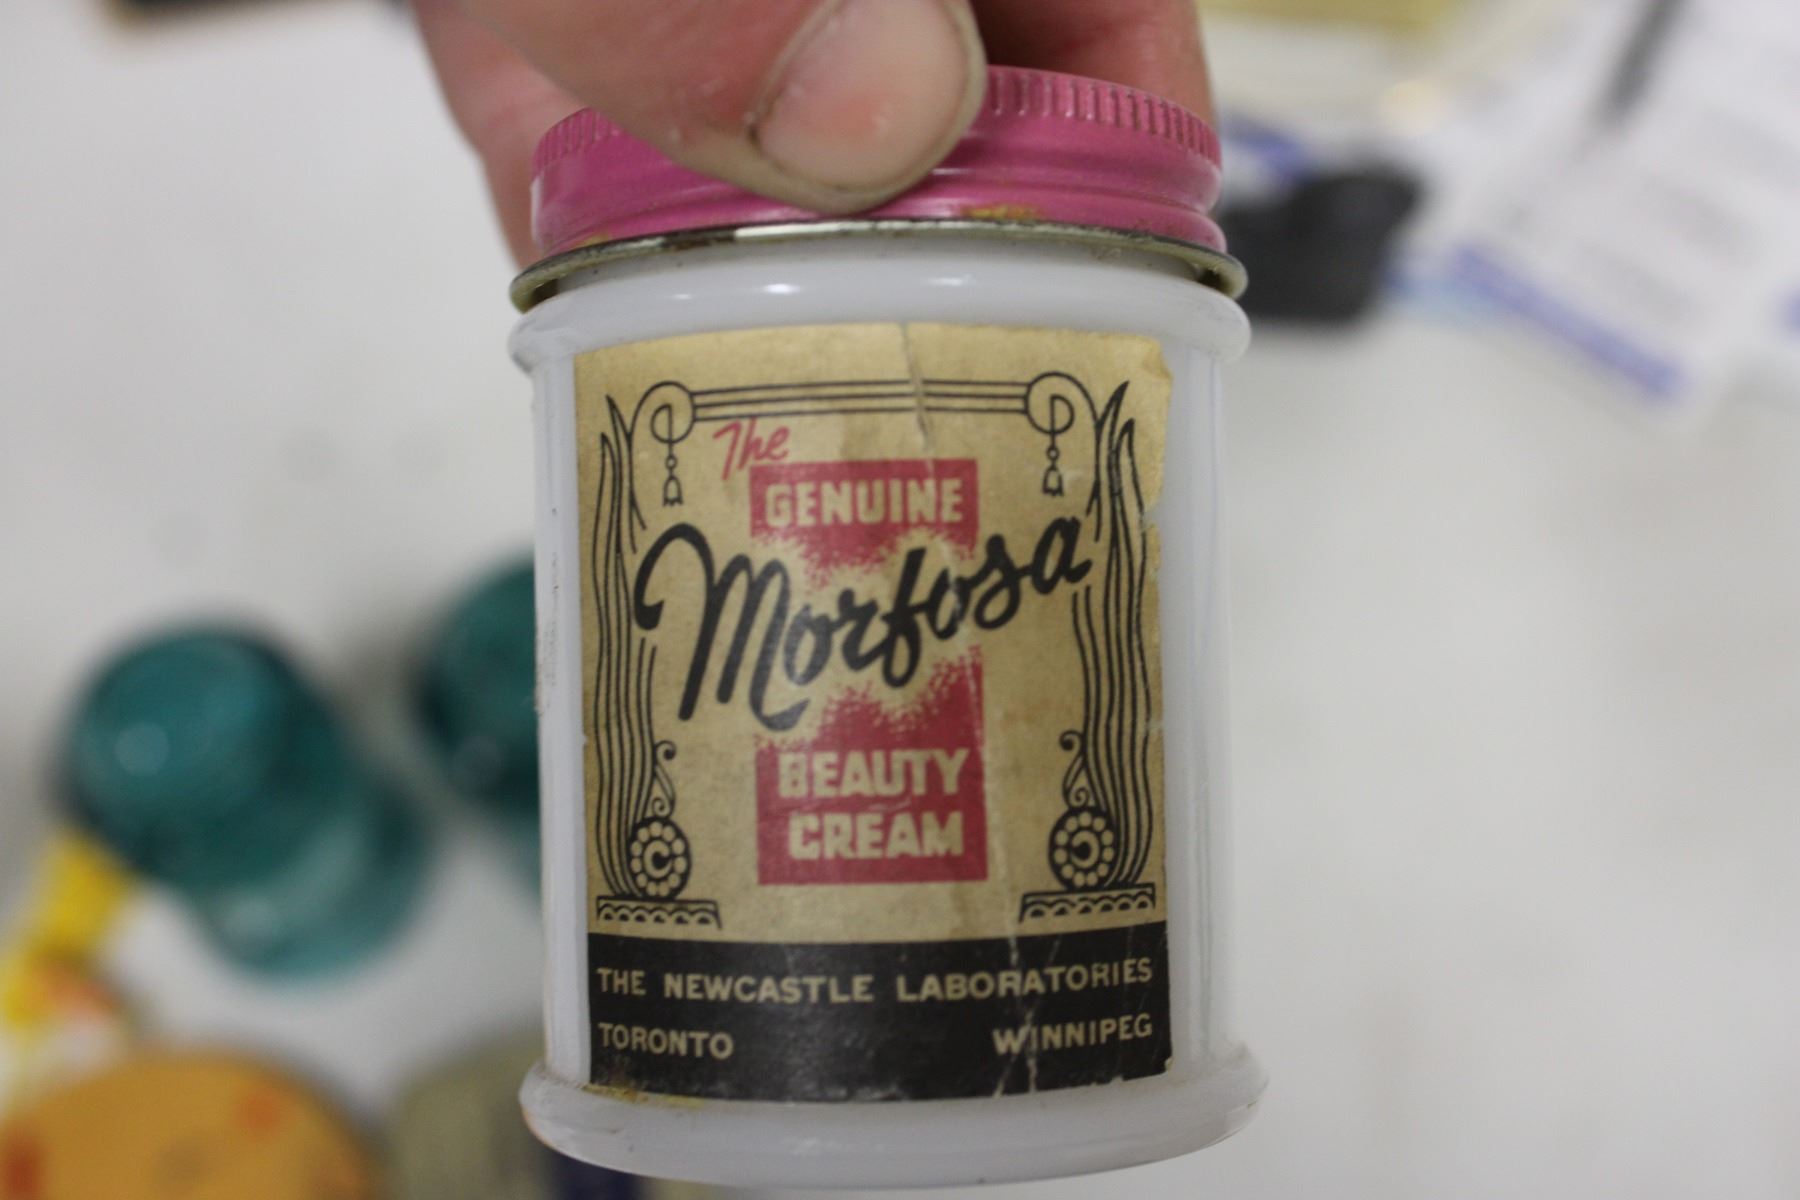 The
GENUINE
Morfosa
BEAUTY
CREAM
THE NEWCASTLE LABORATORIES
TORONTO WINNIPEG